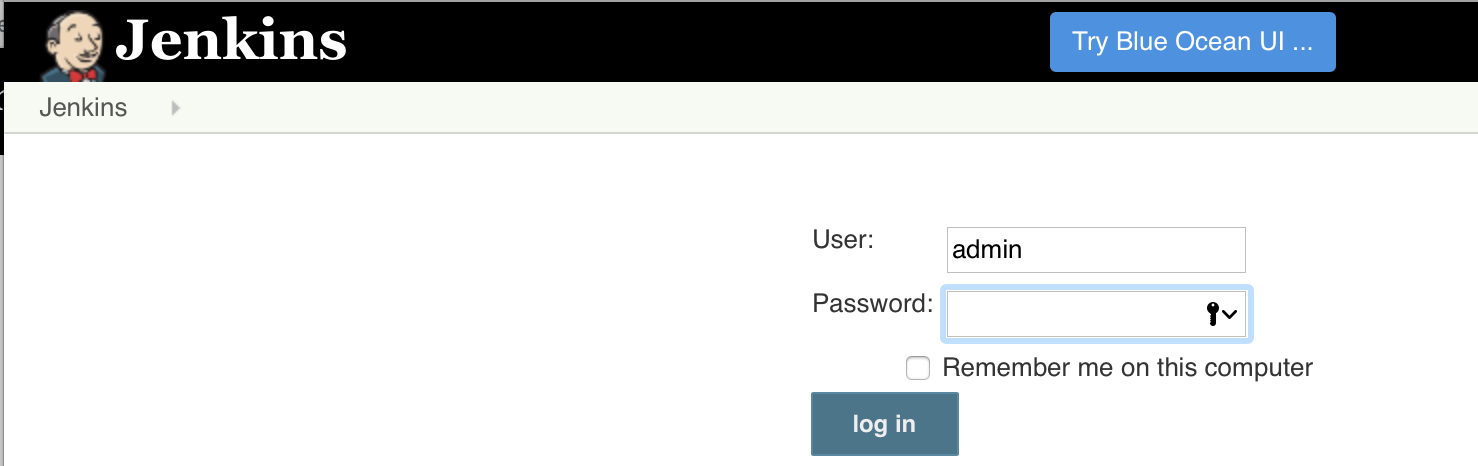 Jenkins
Try Blue Ocean UI ...
Jenkins
User:
admin
Password:
Remember me on this computer
log in